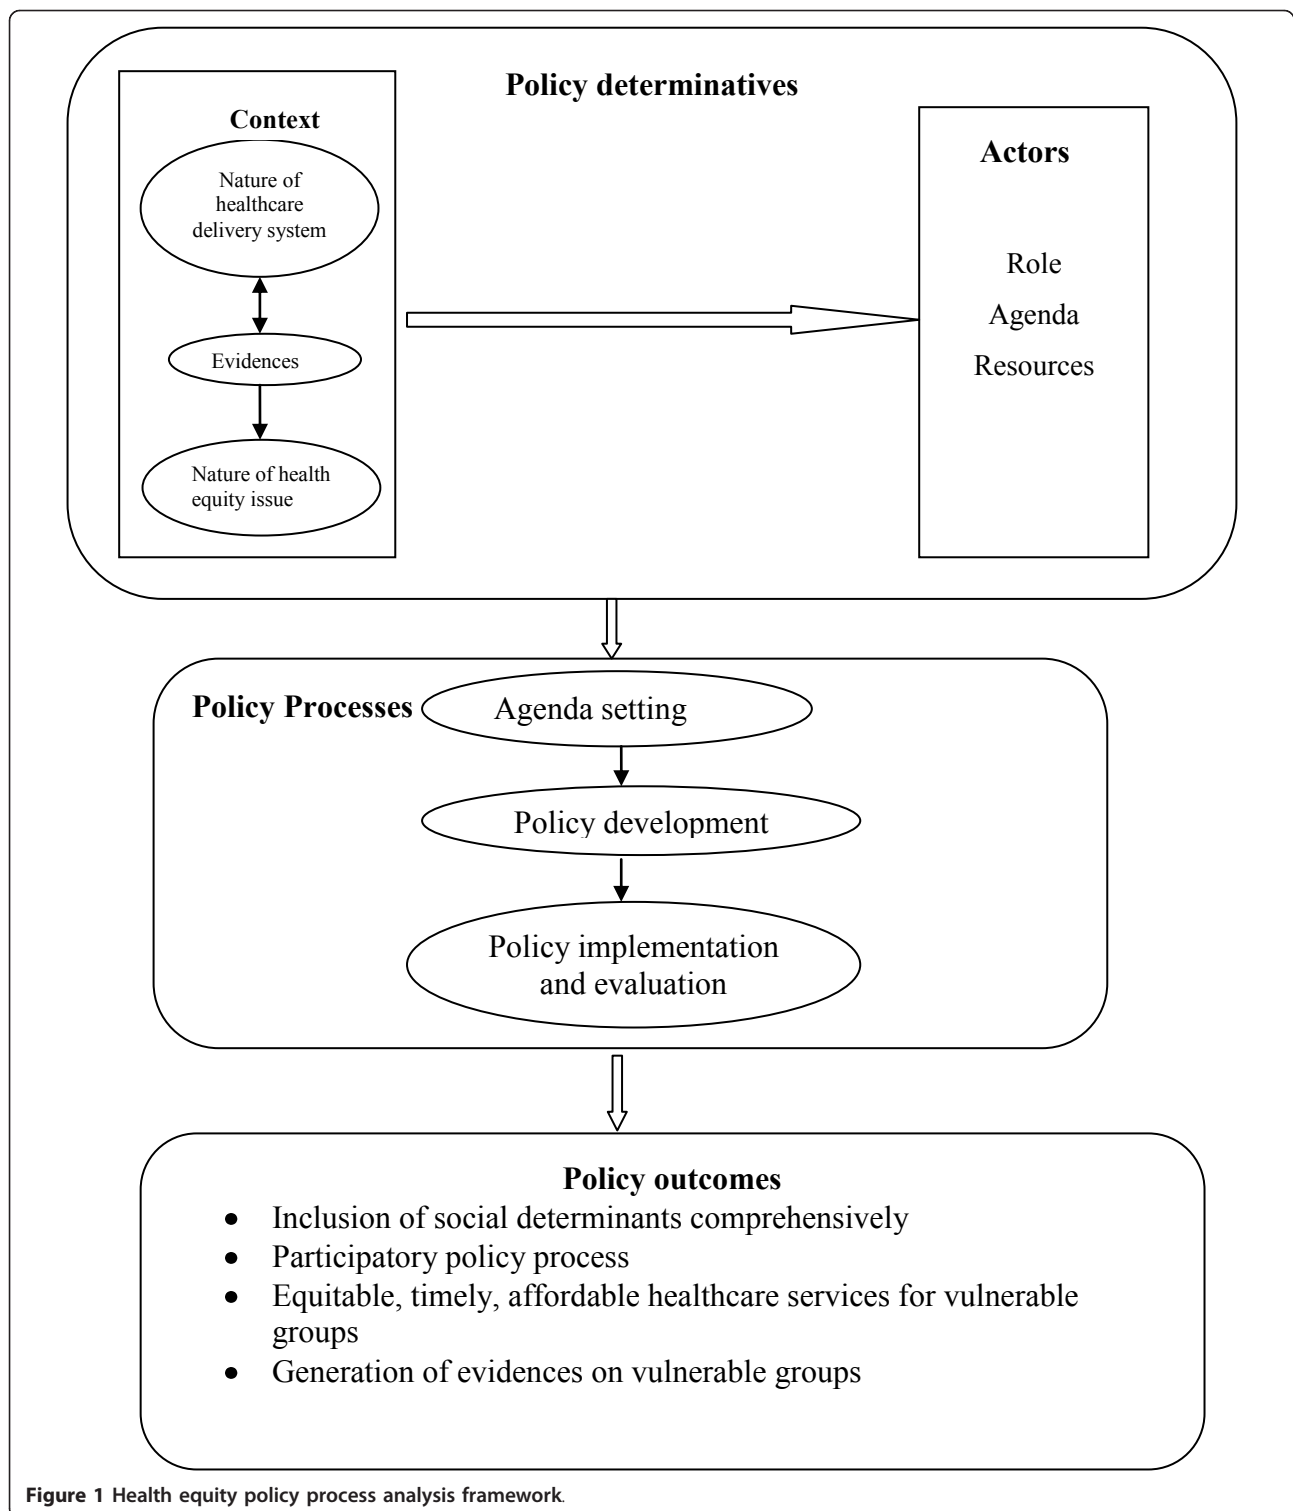 Policy determinatives
Context
Nature of
healthcare
delivery system
Evidences
Nature of health
equity issue
Actors
Role
Agenda
Resources
Policy Processes
Agenda setting
Policy development
Policy implementation
and evaluation
Policy outcomes
• Inclusion of social determinants comprehensively
• Participatory policy process
• Equitable, timely, affordable healthcare services for vulnerable
groups
• Generation of evidences on vulnerable groups
Figure 1 Health equity policy process analysis framework.